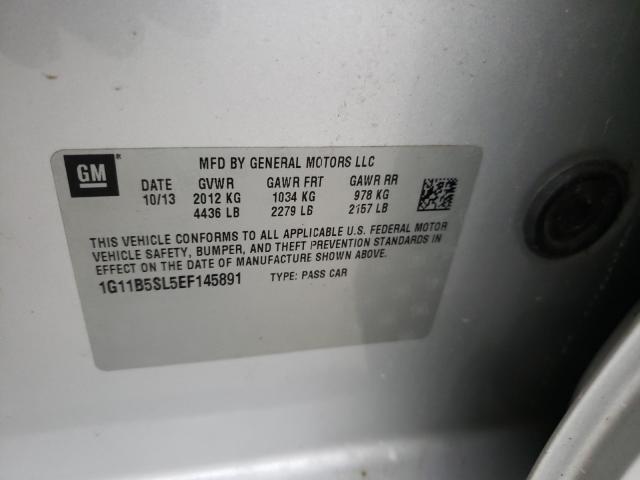 GM ®
MFD BY GENERAL MOTORS LLC
DATE GVWR GAWR FRT GAWR RR
10/13 2012 KG 1034 KG 978 KG
4436 LB 2279 LB 2157 LB
THIS VEHICLE CONFORMS TO ALL APPLICABLE U.S. FEDERAL MOTOR
VEHICLE SAFETY, BUMPER, AND THEFT PREVENTION STANDARDS IN
EFFECT ON THE DATE OF MANUFACTURE SHOWN ABOVE.
1G11B5SL5EF145891 TYPE: PASS CAR